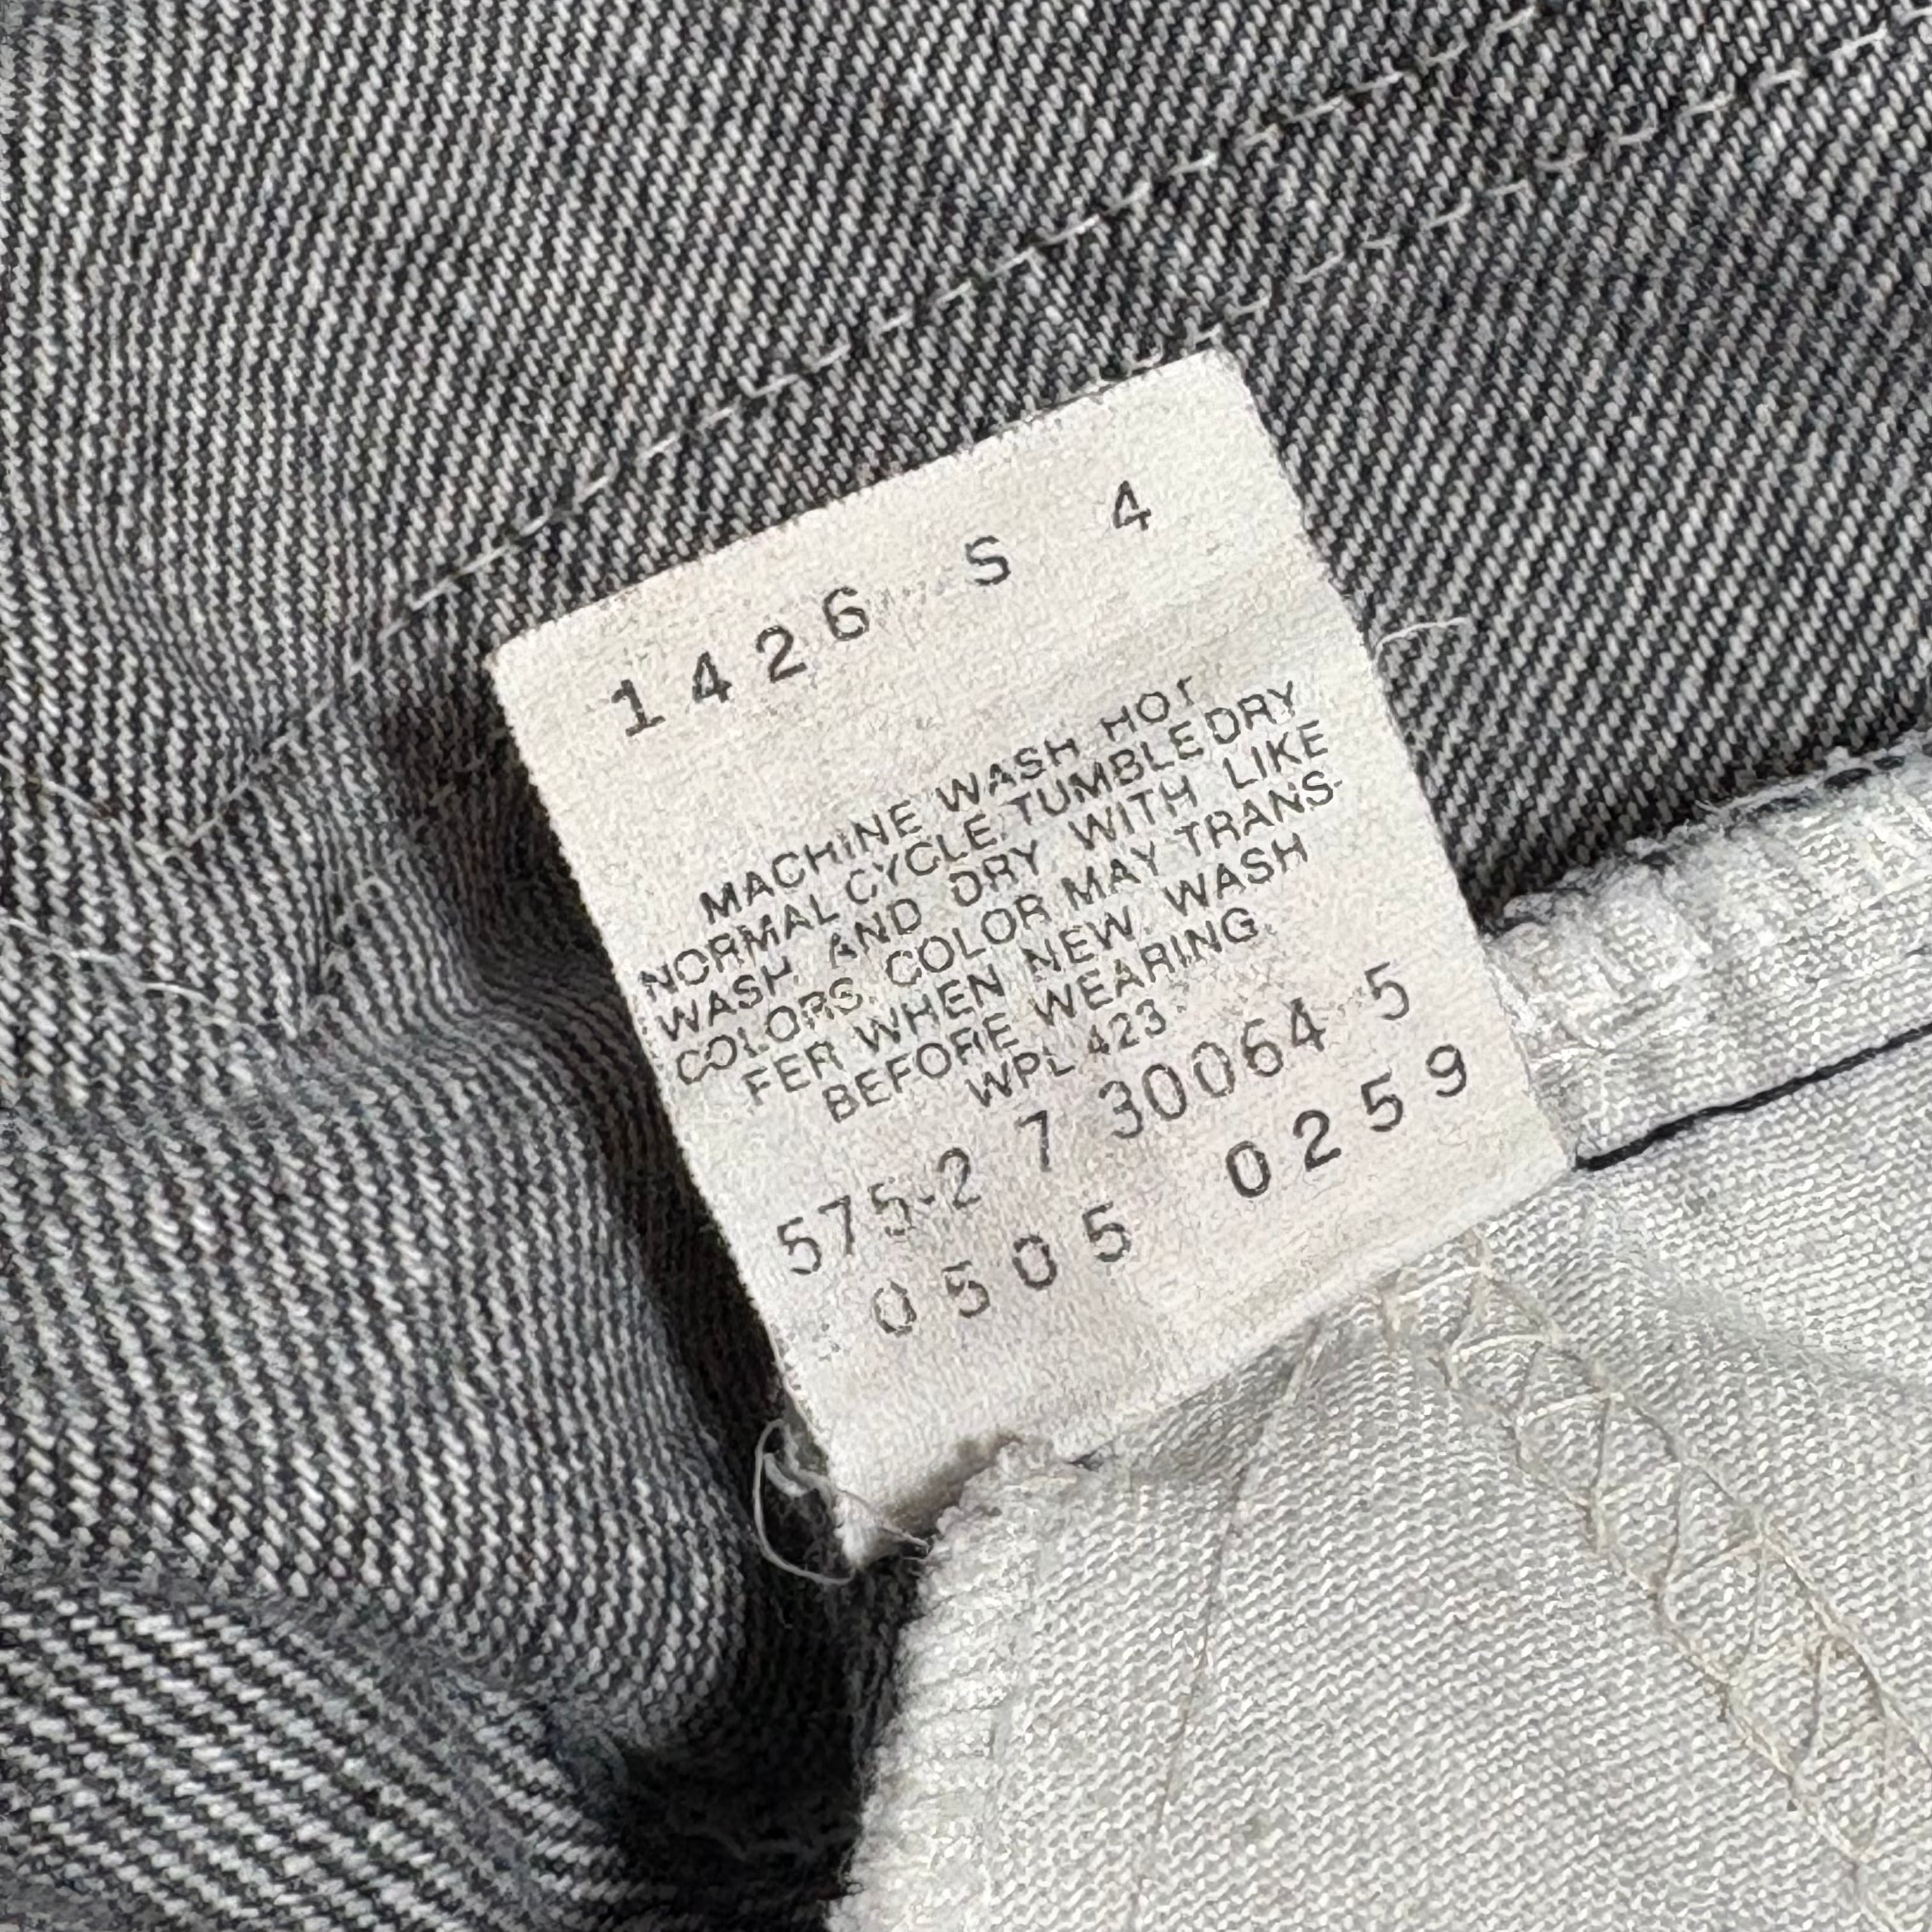 1426 S 4
MACHINE WASH HOT
NORMAL CYCLE. TUMBLE DRY
WASH AND DRY WITH LIKE
COLORS. COLOR MAY TRANS-
FER WHEN NEW. WASH
BEFORE WEARING.
WPL 423
575-2 7 30064 5
0505 0259